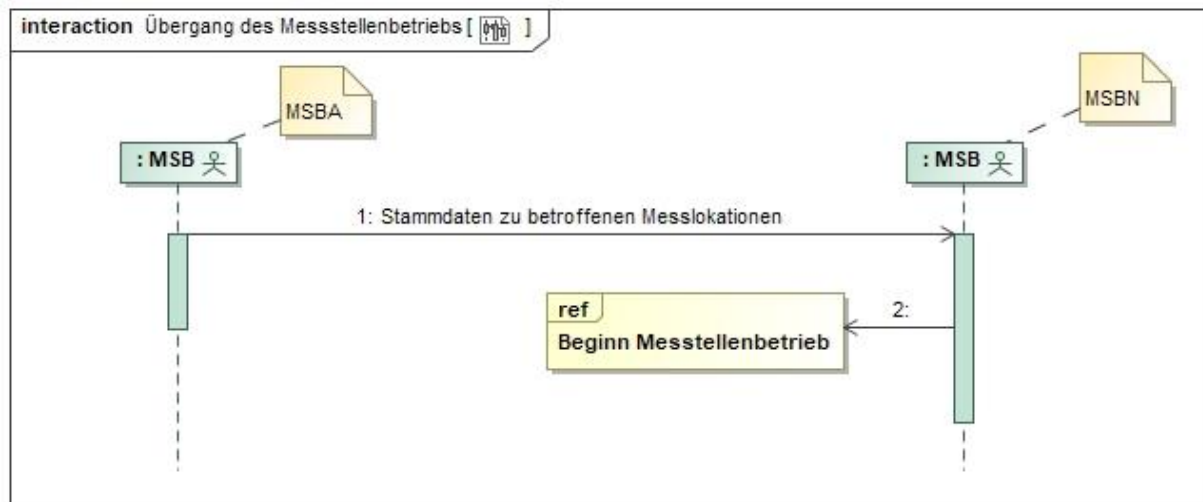 interaction Übergang des Messstellenbetriebs [ ]
MSBA
MSBN
: MSB
: MSB
1: Stammdaten zu betroffenen Messlokationen
2:
ref
Beginn Messtellenbetrieb